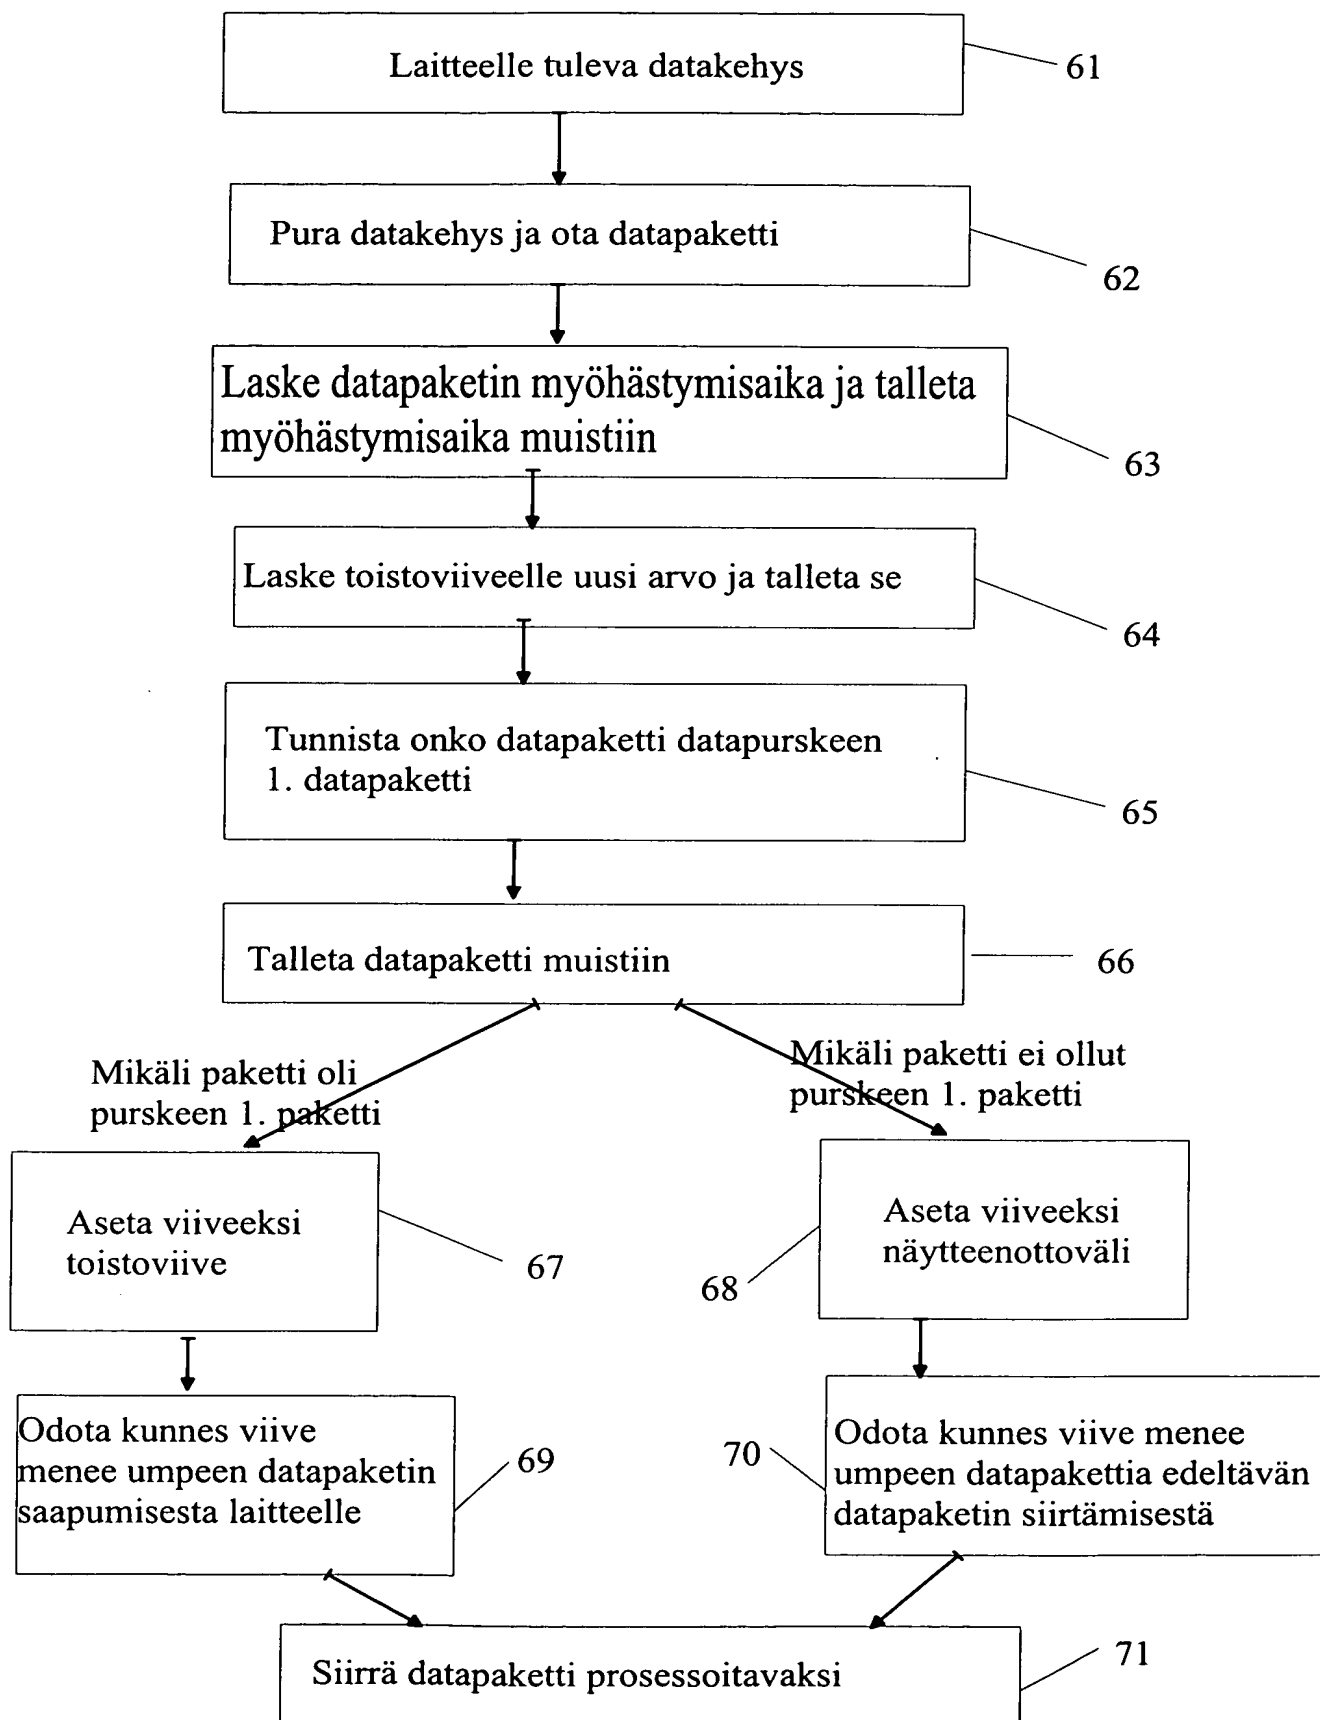 Laitteelle tuleva datakehys
61
Pura datakehys ja ota datapaketti
62
Laske datapaketin myöhästymisaika ja talleta
myöhästymisaika muistiin
63
Laske toistoviiveelle uusi arvo ja talleta se
64
Tunnista onko datapaketti datapurskeen
1. datapaketti
65
Talleta datapaketti muistiin
66
Mikäli paketti oli
purskeen 1. paketti
Mikäli paketti ei ollut
purskeen 1. paketti
Aseta viiveeksi
toistoviive
67
Aseta viiveeksi
näytteenottoväli
68
Odota kunnes viive
menee umpeen datapaketin
saapumisesta laitteelle
69
Odota kunnes viive menee
umpeen datapakettia edeltävän
datapaketin siirtämisestä
70
Siirrä datapaketti prosessoitavaksi
71